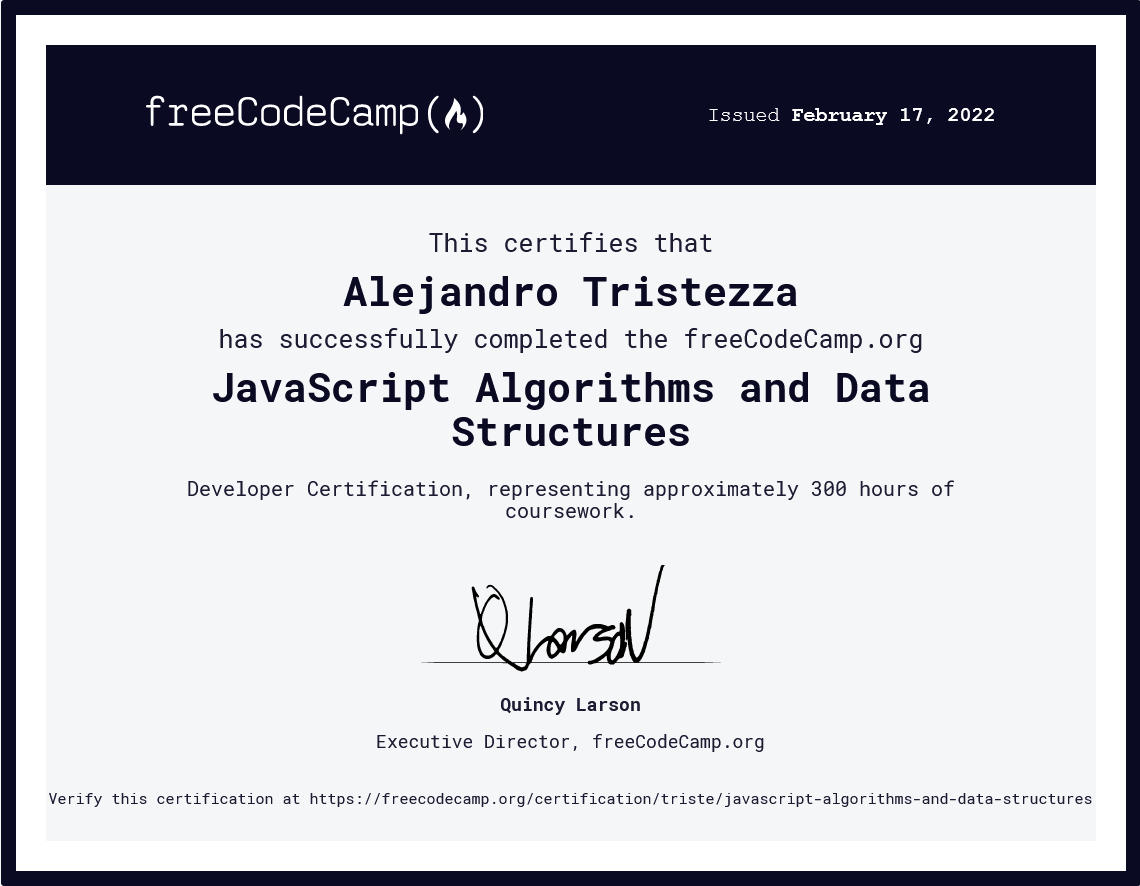 freeCodeCamp(🔥)
Issued February 17, 2022
This certifies that
Alejandro Tristezza
has successfully completed the freeCodeCamp.org
JavaScript Algorithms and Data
Structures
Developer Certification, representing approximately 300 hours of
coursework.
Q Larson
Quincy Larson
Executive Director, freeCodeCamp.org
Verify this certification at https://freecodecamp.org/certification/triste/javascript-algorithms-and-data-structures